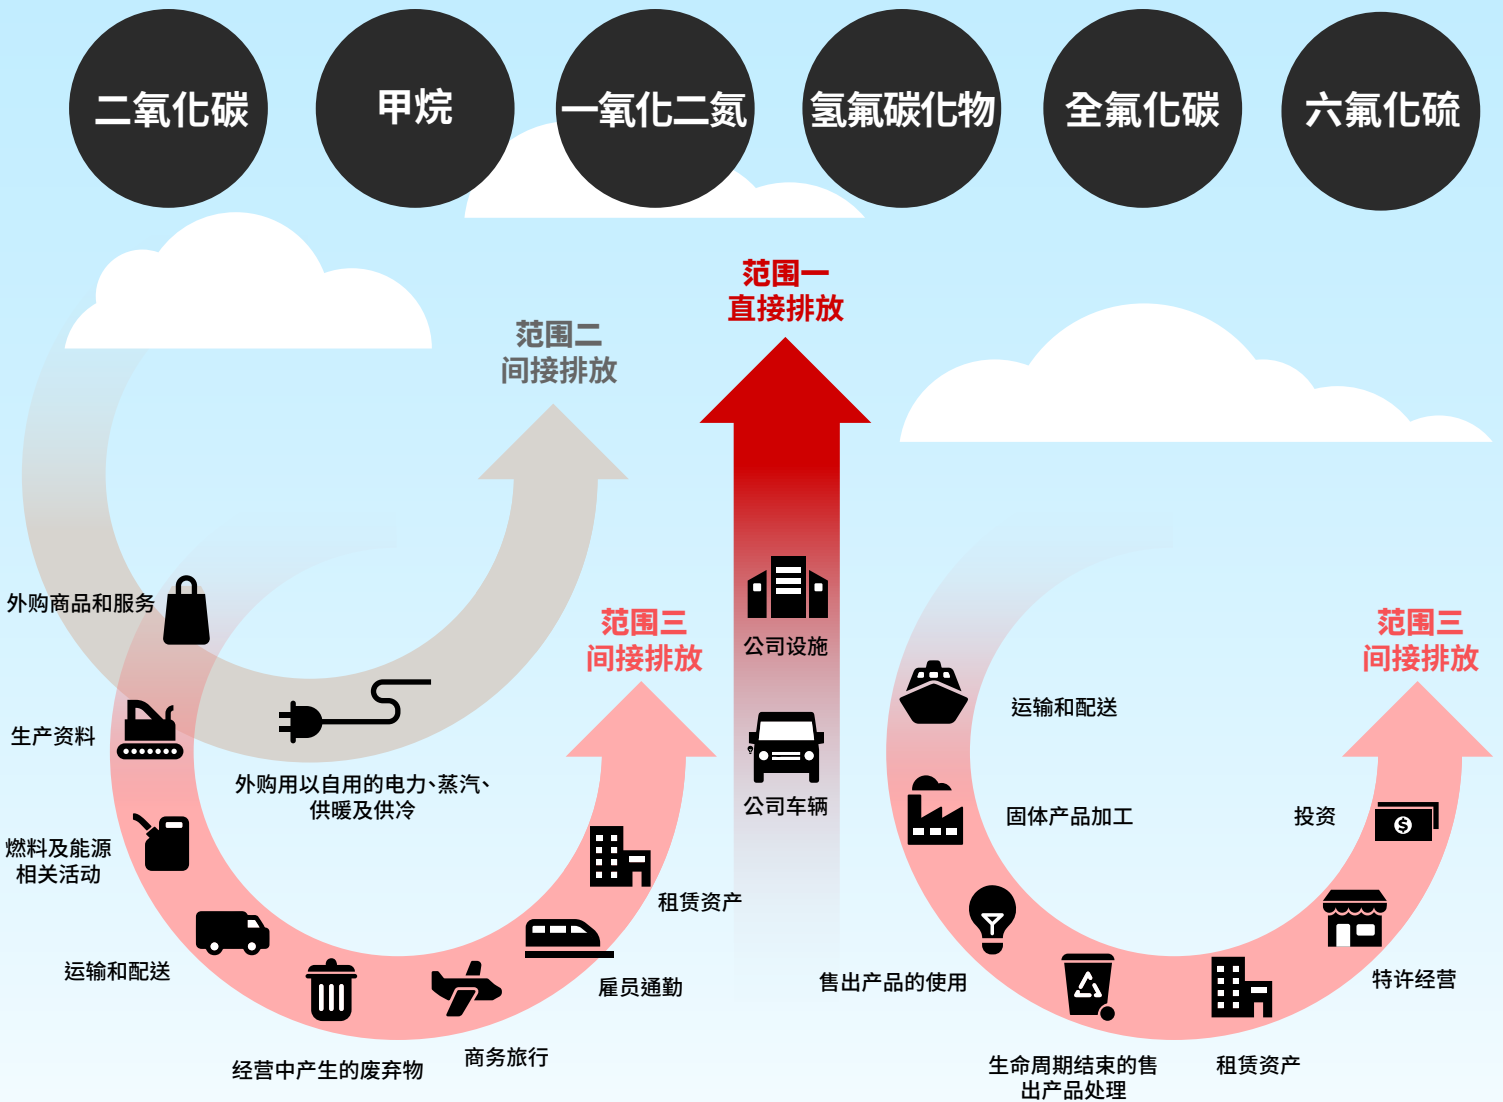 二氧化碳
甲烷
一氧化二氮
氢氟碳化物
全氟化碳
六氟化硫
范围一
直接排放
范围二
间接排放
公司设施
公司车辆
外购用以自用的电力、蒸汽、
供暖及供冷
范围三
间接排放
外购商品和服务
生产资料
燃料及能源
相关活动
运输和配送
经营中产生的废弃物
商务旅行
雇员通勤
租赁资产
范围三
间接排放
运输和配送
固体产品加工
售出产品的使用
生命周期结束的售
出产品处理
租赁资产
特许经营
投资
$